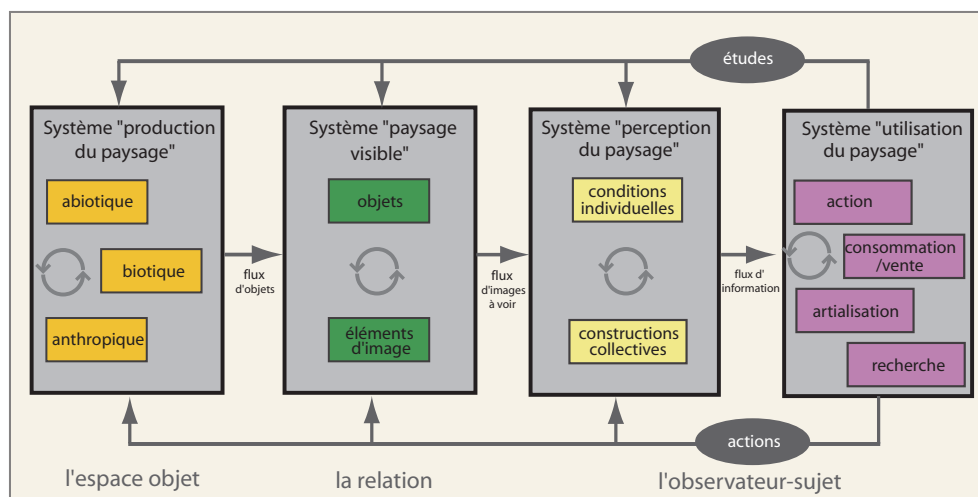 études
Système "production
du paysage"
abiotique
biotique
anthropique
flux
d'objets
Système "paysage
visible"
objets
éléments
d'image
flux
d'images
à voir
Système "perception
du paysage"
conditions
individuelles
constructions
collectives
flux d'
information
Système "utilisation
du paysage"
action
consommation
/vente
artialisation
recherche
actions
l'espace objet
la relation
l'observateur-sujet